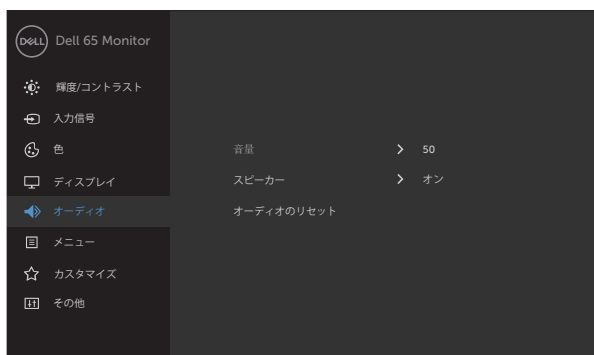 DELL Dell 65 Monitor
輝度/コントラスト
入力信号
色
音量 50
ディスプレイ
スピーカー オン
オーディオ
オーディオのリセット
メニュー
カスタマイズ
その他